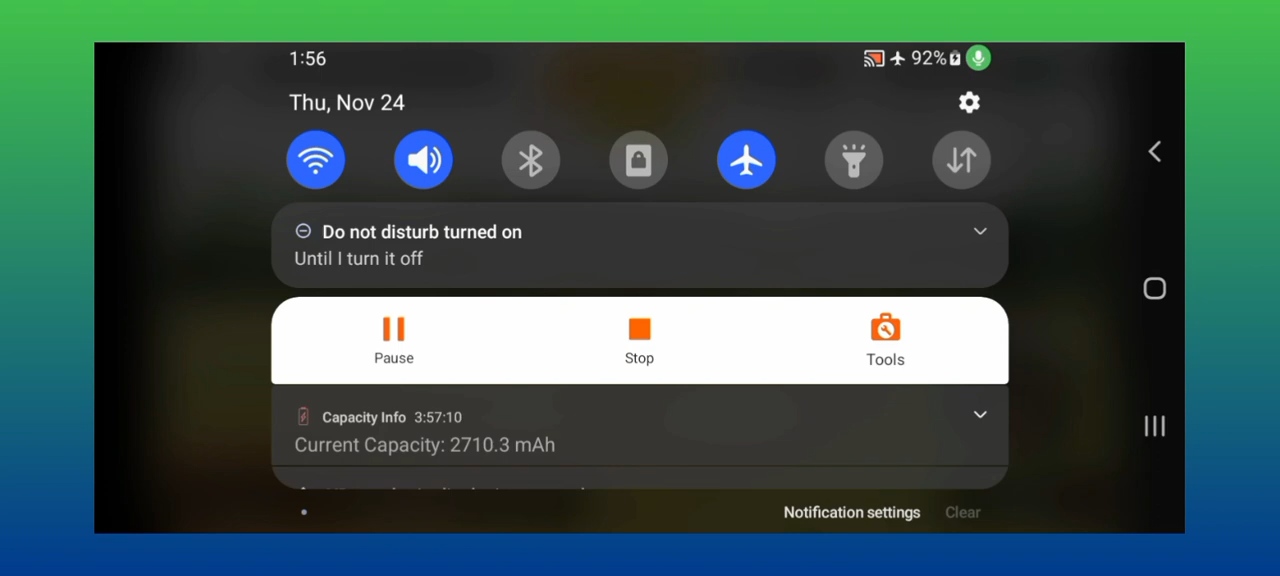 1:56
92%
Thu, Nov 24
Do not disturb turned on
Until I turn it off
Pause
Stop
Tools
Capacity Info 3:57:10
Current Capacity: 2710.3 mAh
Notification settings
Clear